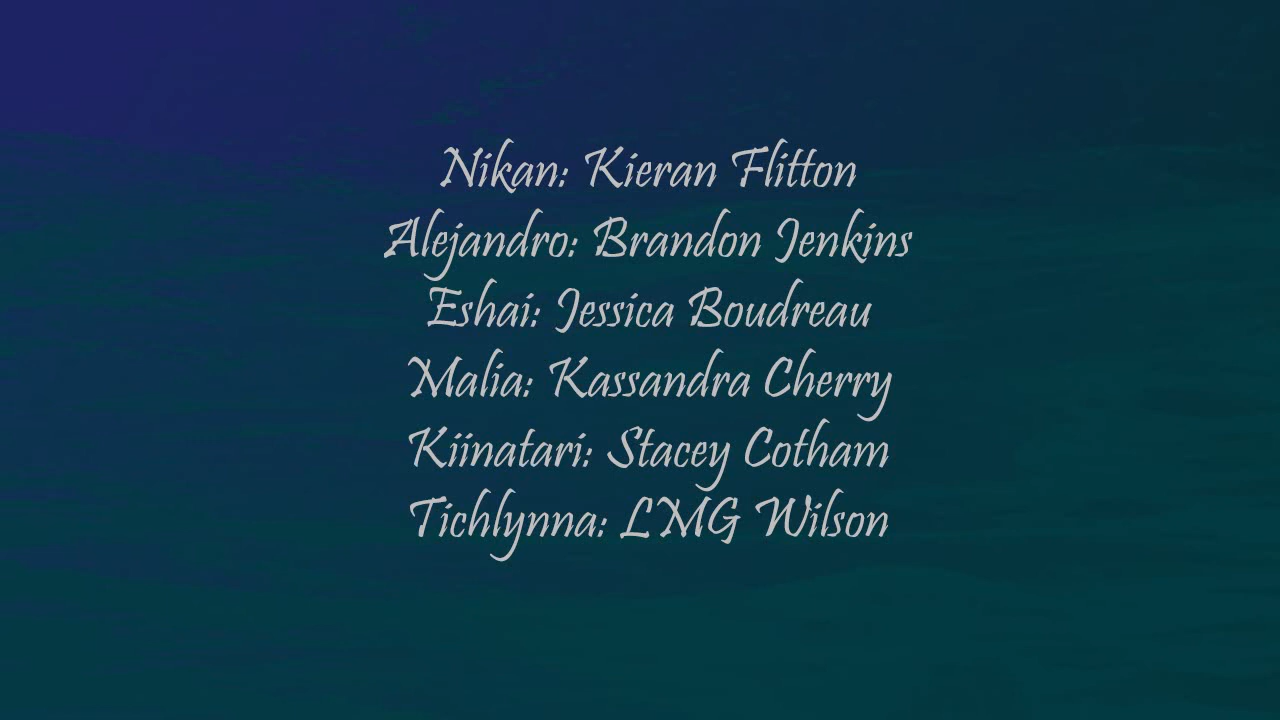 Nikan: Kieran Flitton
Alejandro: Brandon Jenkins
Eshai: Jessica Boudreau
Malia: Kassandra Cherry
Kiinatari: Stacey Cotham
Tichlynna: LMG Wilson